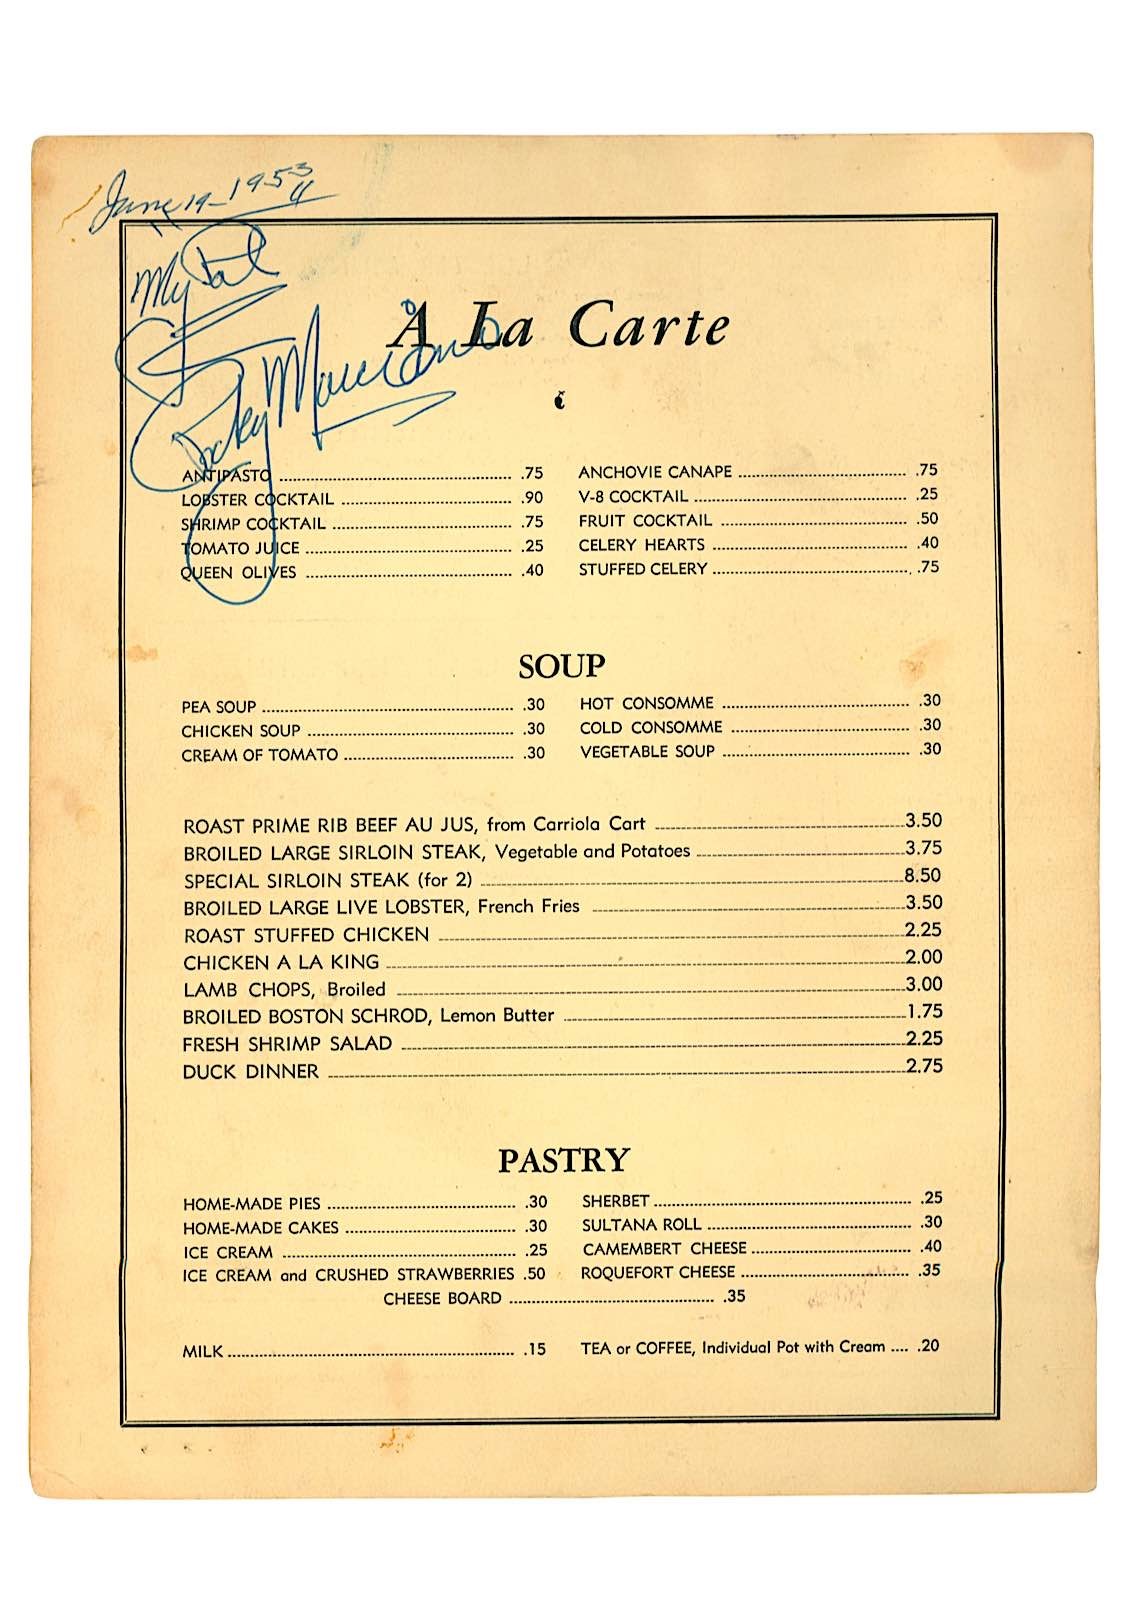 June 19-1953
My Pal
Rocky Marciano
A La Carte
ANTIPASTO .75
LOBSTER COCKTAIL .90
SHRIMP COCKTAIL .75
TOMATO JUICE .25
QUEEN OLIVES .40
ANCHOVIE CANAPE .75
V-8 COCKTAIL .25
FRUIT COCKTAIL .50
CELERY HEARTS .40
STUFFED CELERY .75
SOUP
PEA SOUP .30
CHICKEN SOUP .30
CREAM OF TOMATO .30
HOT CONSOMME .30
COLD CONSOMME .30
VEGETABLE SOUP .30
ROAST PRIME RIB BEEF AU JUS, from Carriola Cart 3.50
BROILED LARGE SIRLOIN STEAK, Vegetable and Potatoes 3.75
SPECIAL SIRLOIN STEAK (for 2) 8.50
BROILED LARGE LIVE LOBSTER, French Fries 3.50
ROAST STUFFED CHICKEN 2.25
CHICKEN A LA KING 2.00
LAMB CHOPS, Broiled 3.00
BROILED BOSTON SCHROD, Lemon Butter 1.75
FRESH SHRIMP SALAD 2.25
DUCK DINNER 2.75
PASTRY
HOME-MADE PIES .30
HOME-MADE CAKES .30
ICE CREAM .25
ICE CREAM and CRUSHED STRAWBERRIES .50
SHERBET .25
SULTANA ROLL .30
CAMEMBERT CHEESE .40
ROQUEFORT CHEESE .35
CHEESE BOARD .35
MILK .15
TEA or COFFEE, Individual Pot with Cream .20